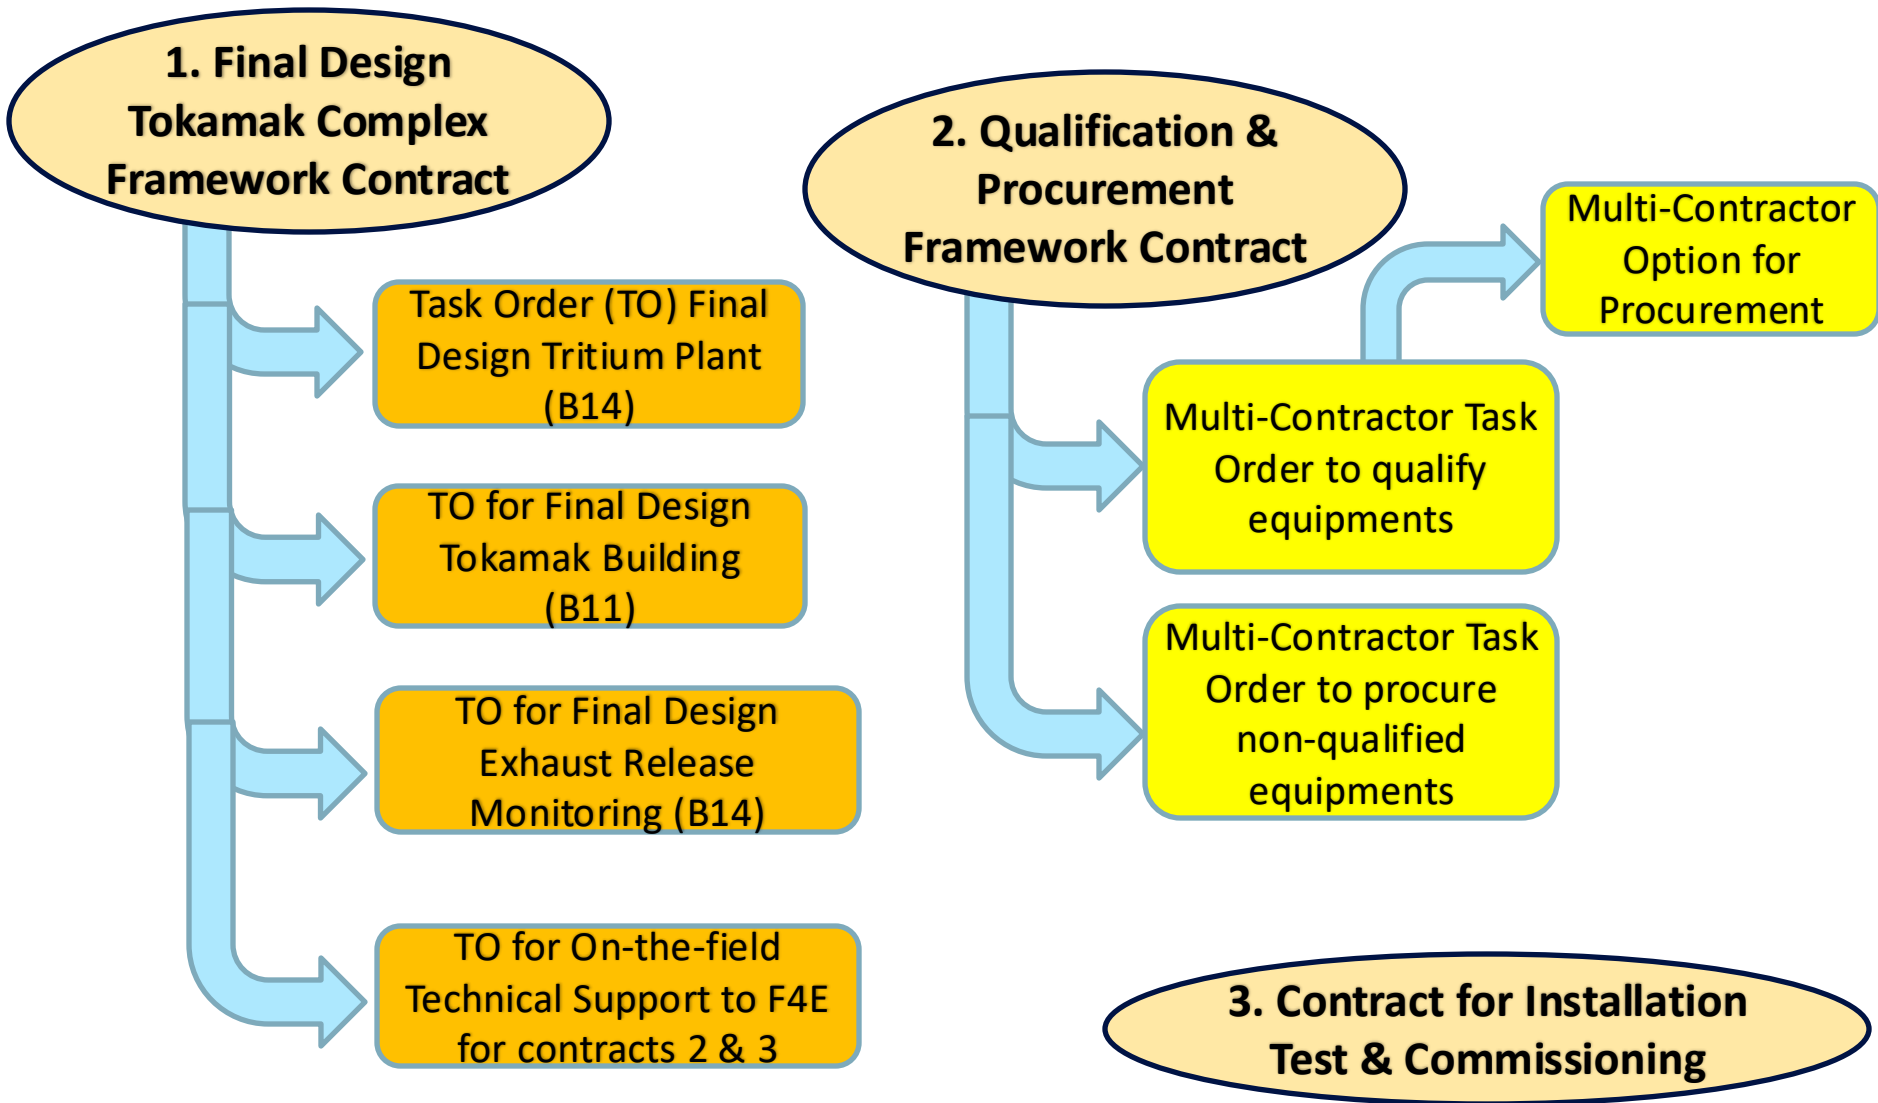 1. Final Design
Tokamak Complex
Framework Contract
Task Order (TO) Final
Design Tritium Plant
(B14)
TO for Final Design
Tokamak Building
(B11)
TO for Final Design
Exhaust Release
Monitoring (B14)
TO for On-the-field
Technical Support to F4E
for contracts 2 & 3
2. Qualification &
Procurement
Framework Contract
Multi-Contractor
Option for
Procurement
Multi-Contractor Task
Order to qualify
equipments
Multi-Contractor Task
Order to procure
non-qualified
equipments
3. Contract for Installation
Test & Commissioning